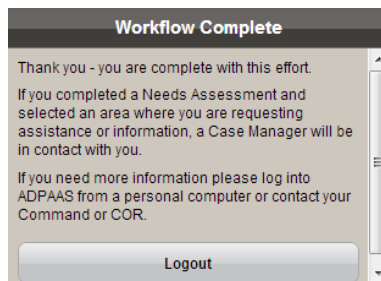 Workflow Complete
Thank you - you are complete with this effort.
If you completed a Needs Assessment and
selected an area where you are requesting
assistance or information, a Case Manager will be
in contact with you.
If you need more information please log into
ADPAAS from a personal computer or contact your
Command or COR.
Logout